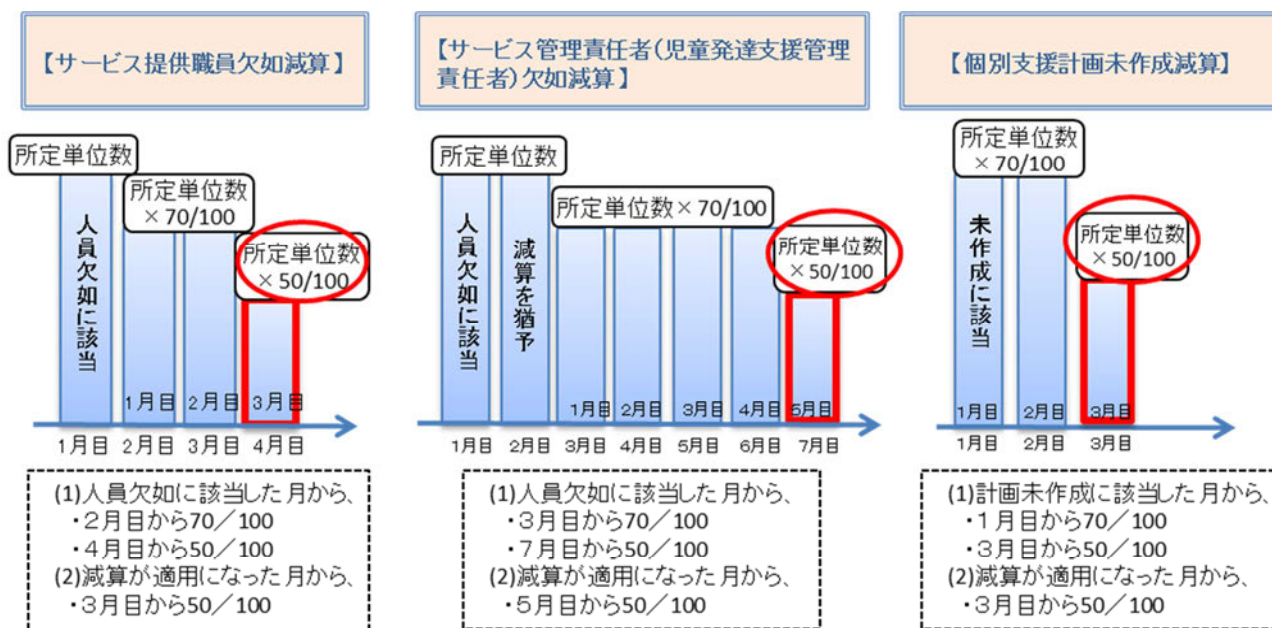 【サービス提供職員欠如減算】
所定単位数
人員欠如に該当
所定単位数
×70/100
所定単位数
×50/100
1月目
2月目
3月目
1月目
2月目
3月目
4月目
(1)人員欠如に該当した月から、
・2月目から70／100
・4月目から50／100
(2)減算が適用になった月から、
・3月目から50／100
【サービス管理責任者(児童発達支援管理
責任者)欠如減算】
所定単位数
人員欠如に該当
減算を猶予
所定単位数×70/100
所定単位数
×50/100
1月目
2月目
3月目
4月目
5月目
1月目
2月目
3月目
4月目
5月目
6月目
7月目
(1)人員欠如に該当した月から、
・3月目から70／100
・7月目から50／100
(2)減算が適用になった月から、
・5月目から50／100
【個別支援計画未作成減算】
所定単位数
×70/100
未作成に該当
所定単位数
×50/100
1月目
2月目
3月目
1月目
2月目
3月目
(1)計画未作成に該当した月から、
・1月目から70／100
・3月目から50／100
(2)減算が適用になった月から、
・3月目から50／100